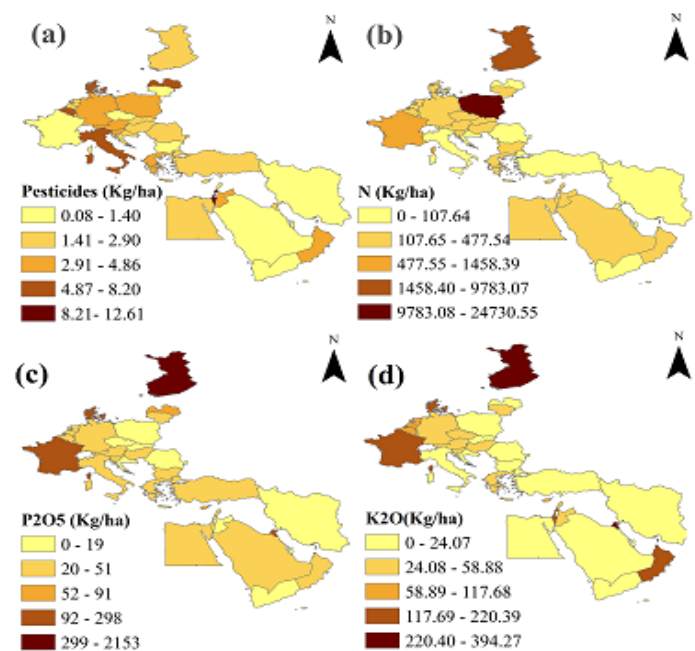 (a)
N
Pesticides (Kg/ha)
0.08 - 1.40
1.41 - 2.90
2.91 - 4.86
4.87 - 8.20
8.21- 12.61
(b)
N
N (Kg/ha)
0 - 107.64
107.65 - 477.54
477.55 - 1458.39
1458.40 - 9783.07
9783.08 - 24730.55
(c)
N
P2O5 (Kg/ha)
0 - 19
20 - 51
52 - 91
92 - 298
299 - 2153
(d)
N
K2O(Kg/ha)
0 - 24.07
24.08 - 58.88
58.89 - 117.68
117.69 - 220.39
220.40 - 394.27